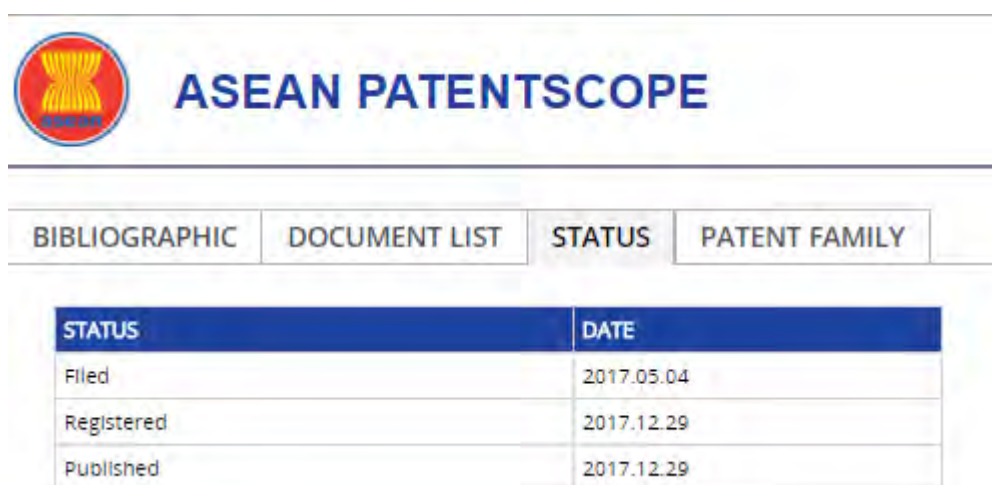 asean
ASEAN PATENTSCOPE
BIBLIOGRAPHIC DOCUMENT LIST STATUS PATENT FAMILY
STATUS DATE
Filed 2017.05.04
Registered 2017.12.29
Published 2017.12.29